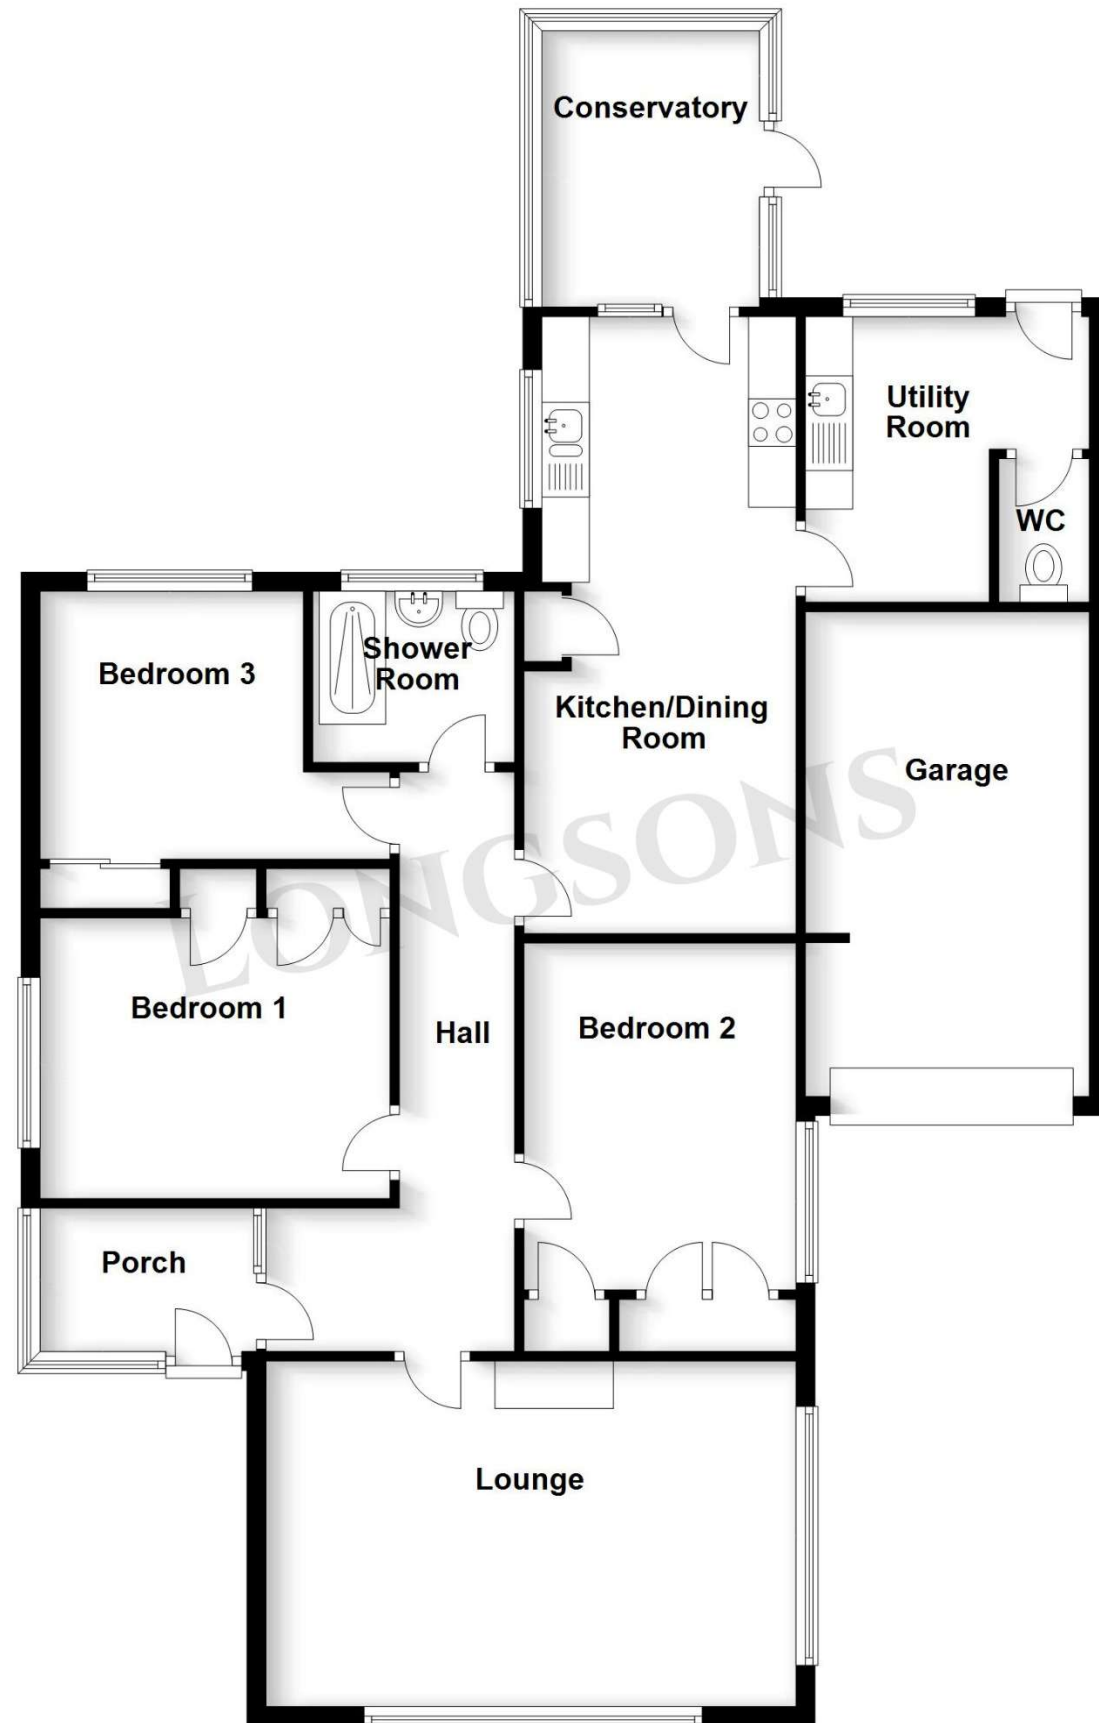 Conservatory
Utility
Room
WC
Shower
Room
Bedroom 3
Kitchen/Dining
Room
Garage
LONGSONS
Bedroom 1
Hall
Bedroom 2
Porch
Lounge